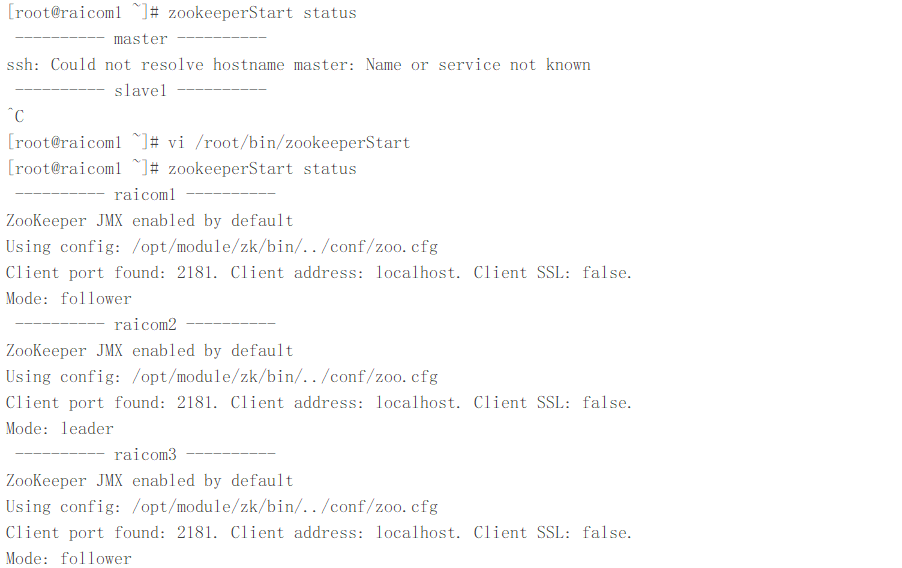 [root@raicom1 ~]# zookeeperStart status
---------- master ----------
ssh: Could not resolve hostname master: Name or service not known
---------- slave1 ----------
^C
[root@raicom1 ~]# vi /root/bin/zookeeperStart
[root@raicom1 ~]# zookeeperStart status
---------- raicom1 ----------
ZooKeeper JMX enabled by default
Using config: /opt/module/zk/bin/../conf/zoo.cfg
Client port found: 2181. Client address: localhost. Client SSL: false.
Mode: follower
---------- raicom2 ----------
ZooKeeper JMX enabled by default
Using config: /opt/module/zk/bin/../conf/zoo.cfg
Client port found: 2181. Client address: localhost. Client SSL: false.
Mode: leader
---------- raicom3 ----------
ZooKeeper JMX enabled by default
Using config: /opt/module/zk/bin/../conf/zoo.cfg
Client port found: 2181. Client address: localhost. Client SSL: false.
Mode: follower